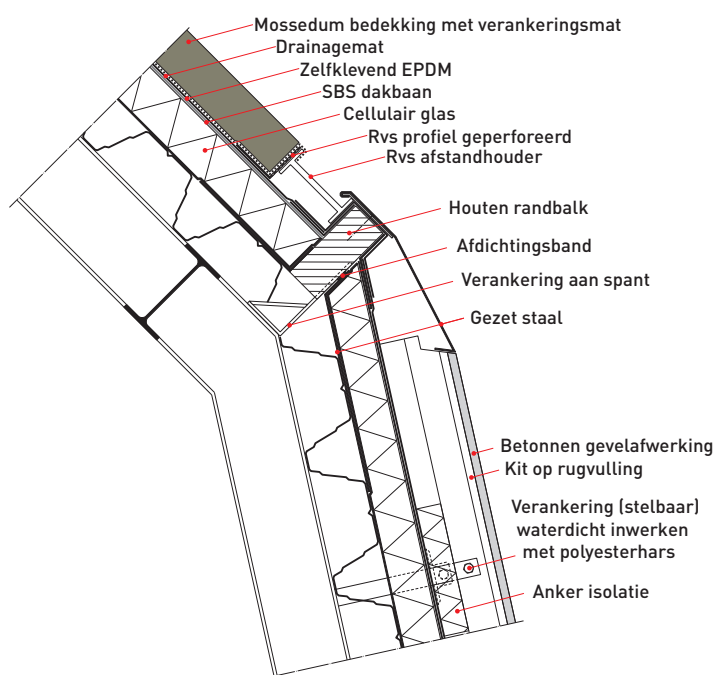 Mossedum bedekking met verankeringsmat
Drainagemat
Zelfklevend EPDM
SBS dakbaan
Cellulair glas
Rvs profiel geperforeerd
Rvs afstandhouder
Houten randbalk
Afdichtingsband
Verankering aan spant
Gezet staal
Betonnen gevelafwerking
Kit op rugvulling
Verankering (stelbaar)
waterdicht inwerken
met polyesterhars
Anker isolatie